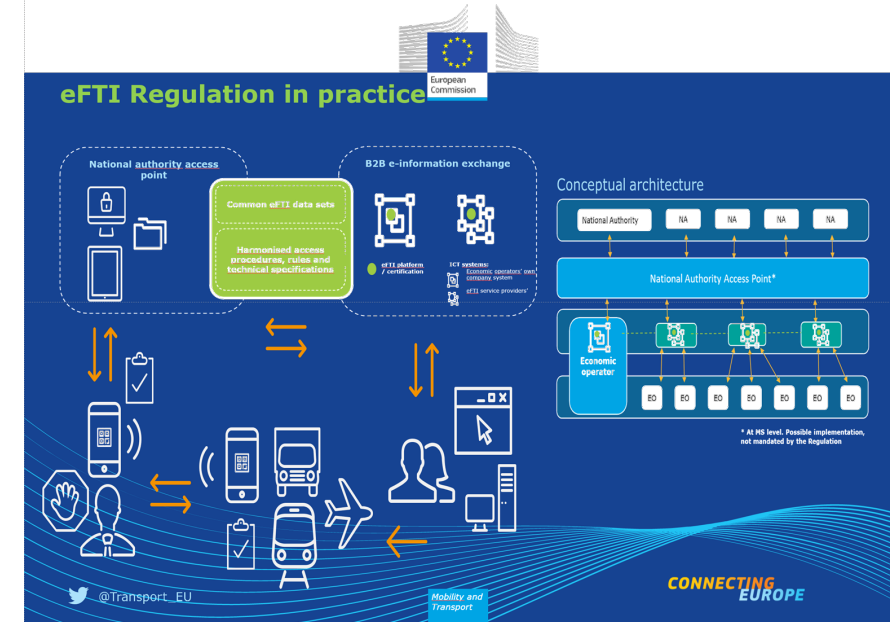 European
Commission
eFTI Regulation in practice
National authority access
point
Common eFTI data sets
Harmonised access
procedures, rules and
technical specifications
B2B e-information exchange
eFTI platform
/ certification
ICT systems:
Economic operators' own
company system
eFTI service providers'
Conceptual architecture
National Authority
NA
NA
NA
NA
National Authority Access Point*
Economic
operator
EO
EO
EO
EO
EO
EO
EO
* At MS level. Possible implementation,
not mandated by the Regulation
@Transport_EU
Mobility and
Transport
CONNECTING
EUROPE